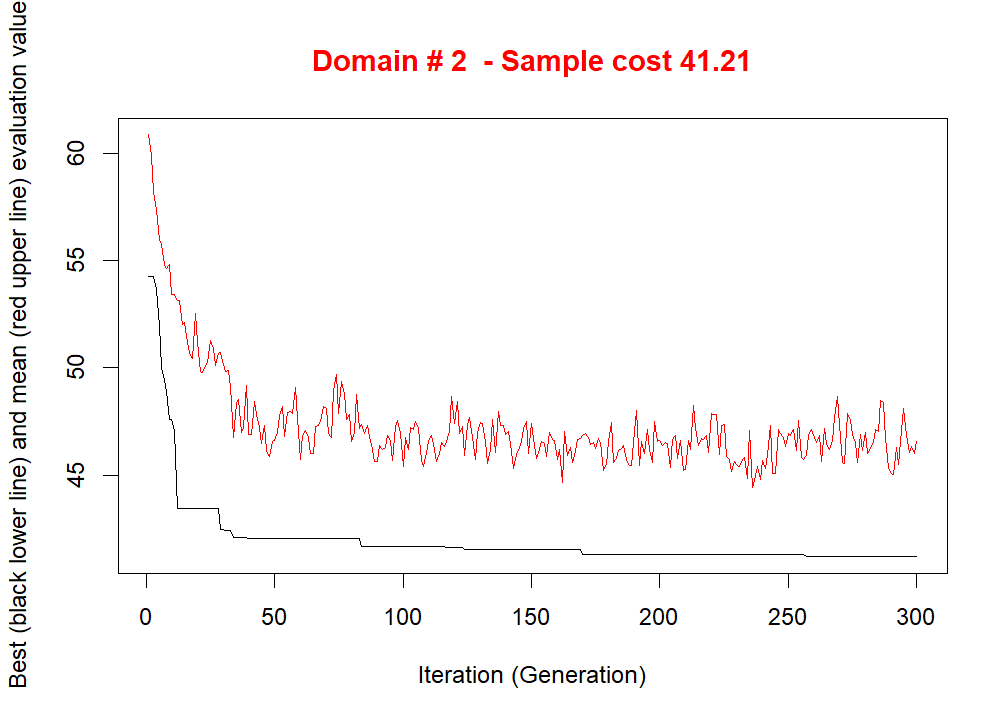 Domain # 2  - Sample cost 41.21
Best (black lower line) and mean (red upper line) evaluation value
60
55
50
45
0 50 100 150 200 250 300
Iteration (Generation)